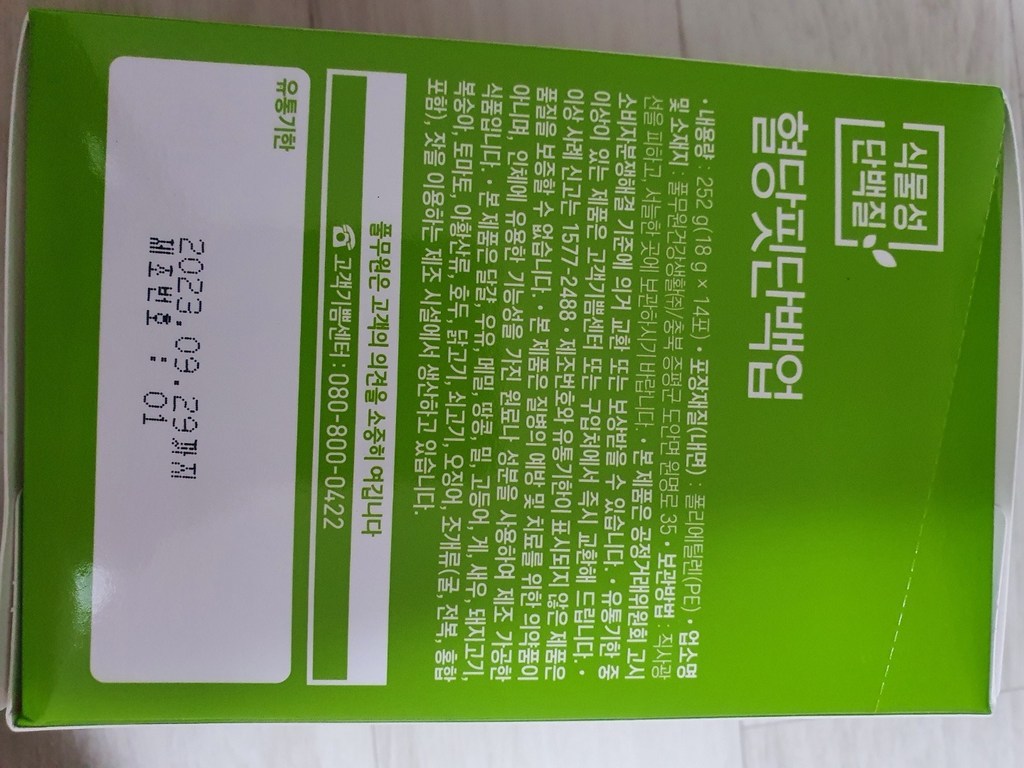 식물성
단백질
혈당핏단백업
• 내용량 : 252 g(18 g × 14포) • 포장재질(내면) : 폴리에틸린(PE) • 업소명
및 소재지 : 풀무원건강생활㈜/충북 증평군 도안면 원명로 35 • 보관방법 : 직사광
선을 피하고, 서늘한 곳에 보관하시기 바랍니다. • 본 제품은 공정거래위원회 고시
소비자분쟁해결 기준에 의거 교환 또는 보상받을 수 있습니다. • 유통기한 중
이상이 있는 제품은 고객기쁨센터 또는 구입처에서 즉시 교환해 드립니다. •
이상 사례 신고는 1577-2488 • 제조번호와 유통기한이 표시되지 않은 제품은
품질을 보증할 수 없습니다. • 본 제품은 질병의 예방 및 치료를 위한 의약품이
아니며, 인체에 유용한 기능성을 가진 원료나 성분을 사용하여 제조 가공한
식품입니다. • 본 제품은 달걀, 우유, 메밀, 땅콩, 밀, 고등어, 게, 새우, 돼지고기,
복숭아, 토마토, 아황산류, 호두, 닭고기, 쇠고기, 오징어, 조개류(굴, 전복, 홍합
포함), 잣을 이용하는 제조 시설에서 생산하고 있습니다.
풀무원은 고객의 의견을 소중히 여깁니다
☎ 고객기쁨센터 : 080-800-0422
유통기한
2023.09.29까지
제조번호 : 01